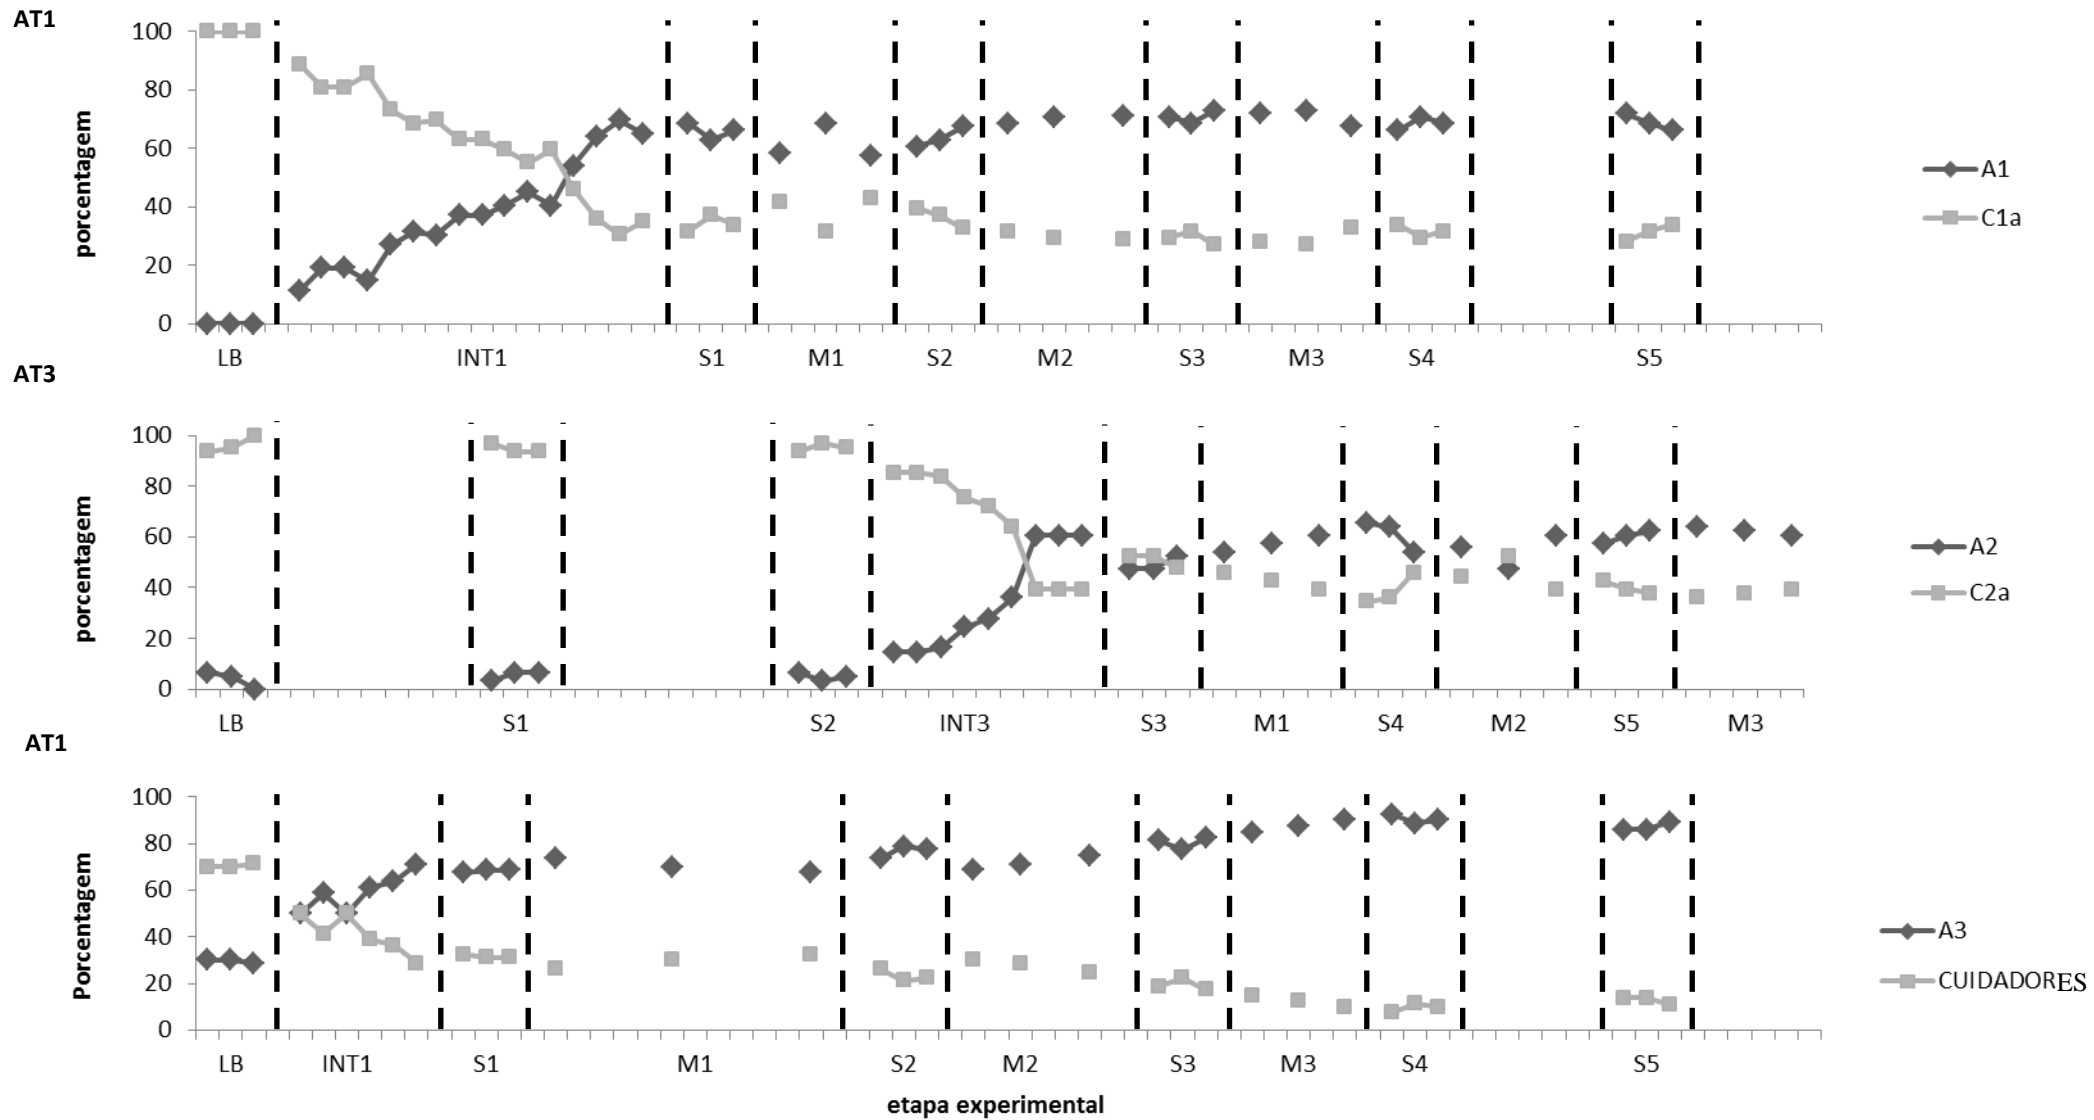 AT1
100
80
60
40
20
0
porcentagem
LB INT1 S1 M1 S2 M2 S3 M3 S4 S5
A1
C1a
AT3
100
80
60
40
20
0
porcentagem
LB S1 S2 INT3 S3 M1 S4 M2 S5 M3
A2
C2a
AT1
100
80
60
40
20
0
Porcentagem
LB INT1 S1 M1 S2 M2 S3 M3 S4 S5
A3
CUIDADORES
etapa experimental